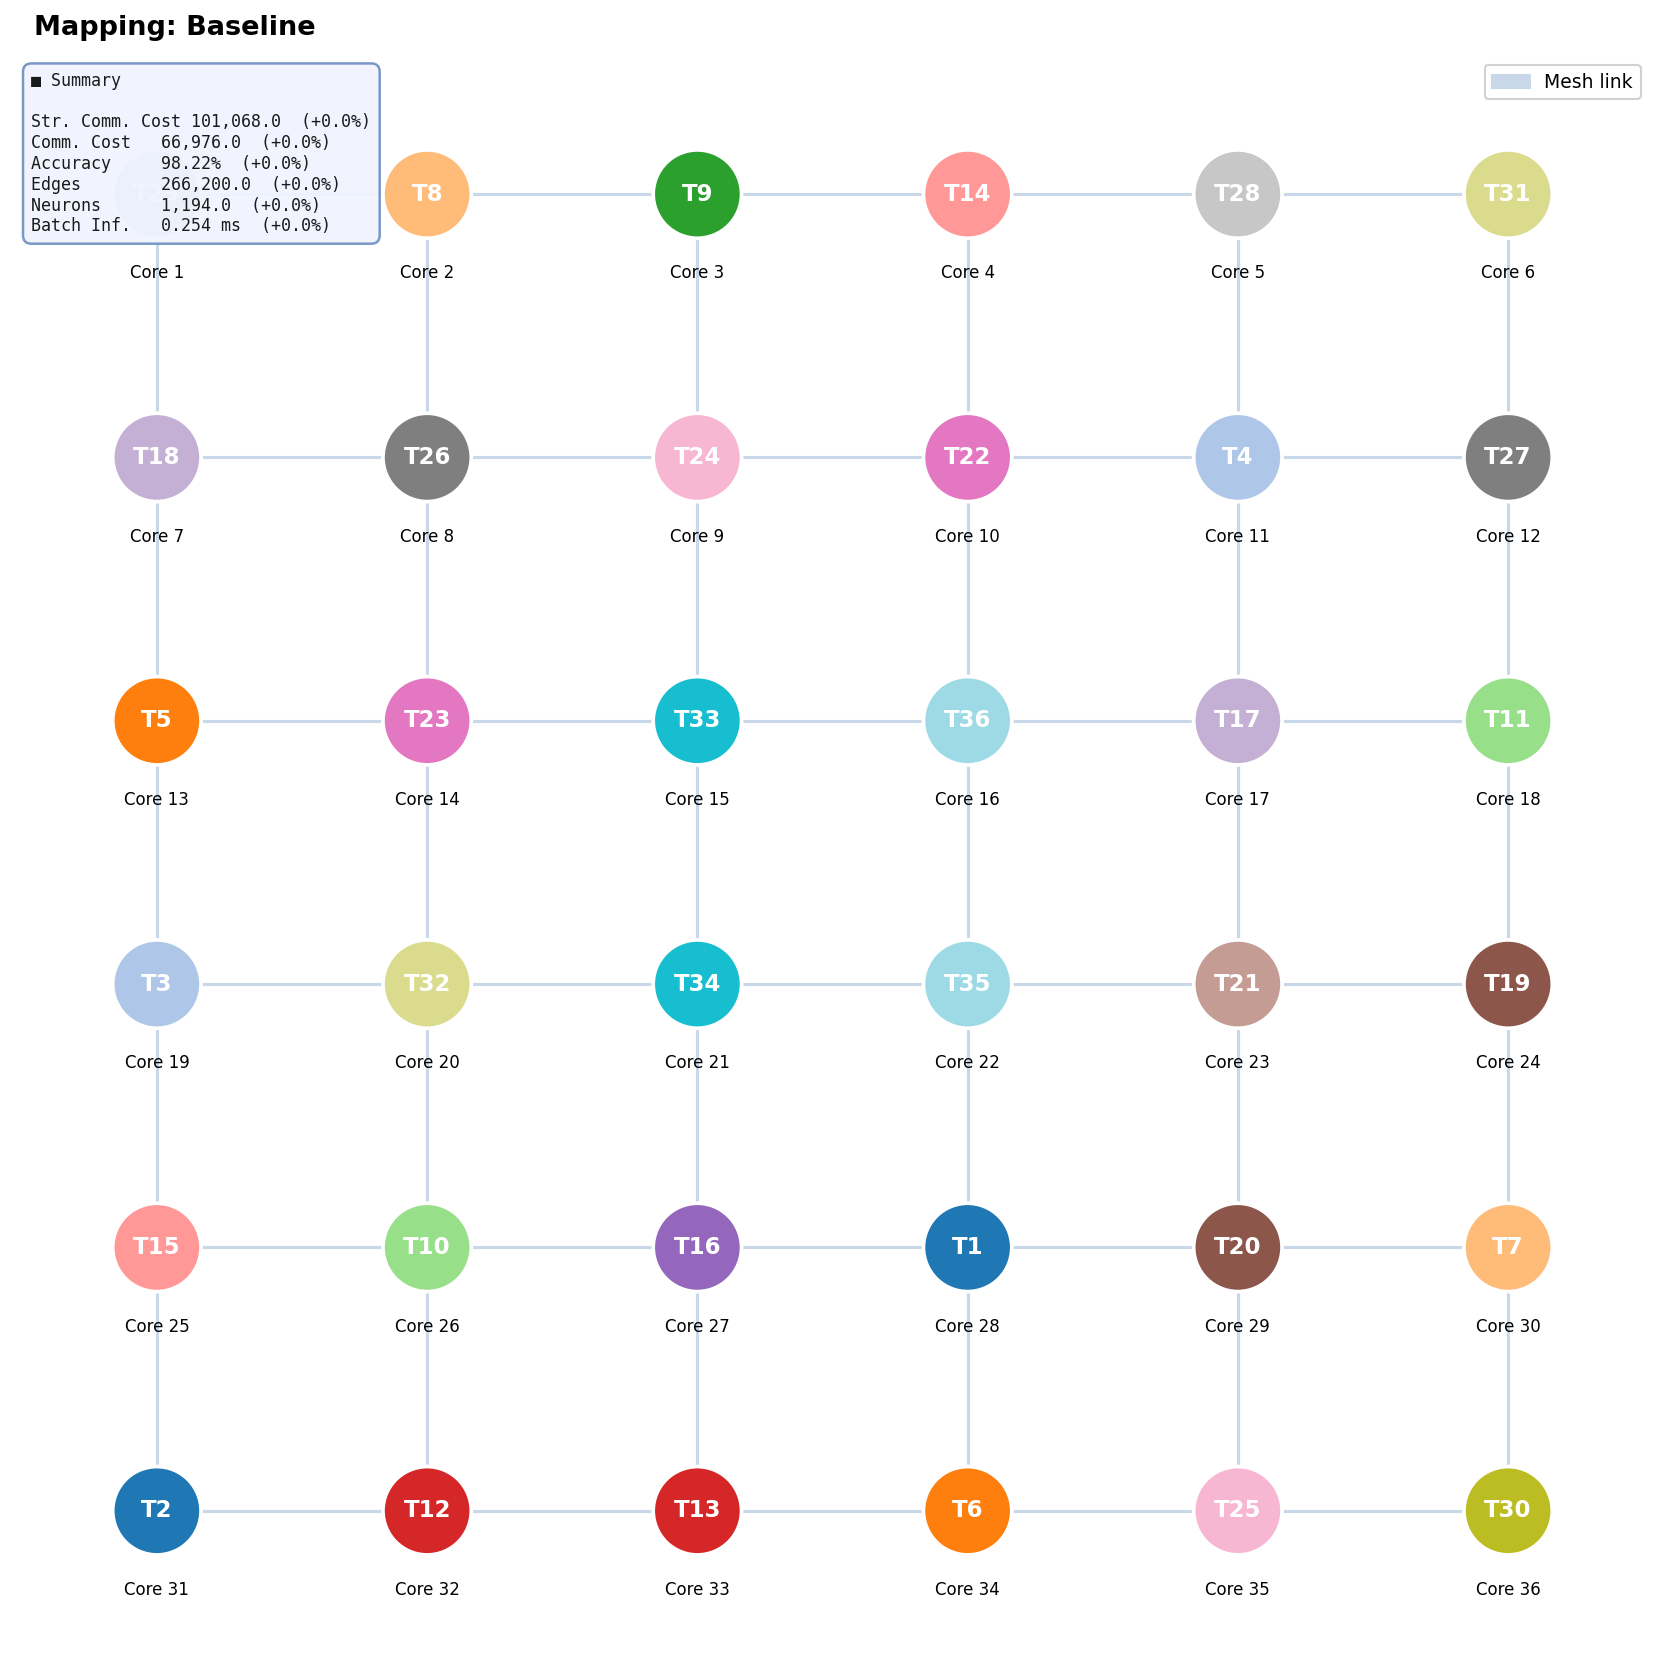 Mapping: Baseline
■ Summary
Str. Comm. Cost 101,068.0 (+0.0%)
Comm. Cost 66,976.0 (+0.0%)
Accuracy 98.22% (+0.0%)
Edges 266,200.0 (+0.0%)
Neurons 1,194.0 (+0.0%)
Batch Inf. 0.254 ms (+0.0%)
Mesh link
T8 T9 T14 T28 T31
Core 1 Core 2 Core 3 Core 4 Core 5 Core 6
T18 T26 T24 T22 T4 T27
Core 7 Core 8 Core 9 Core 10 Core 11 Core 12
T5 T23 T33 T36 T17 T11
Core 13 Core 14 Core 15 Core 16 Core 17 Core 18
T3 T32 T34 T35 T21 T19
Core 19 Core 20 Core 21 Core 22 Core 23 Core 24
T15 T10 T16 T1 T20 T7
Core 25 Core 26 Core 27 Core 28 Core 29 Core 30
T2 T12 T13 T6 T25 T30
Core 31 Core 32 Core 33 Core 34 Core 35 Core 36